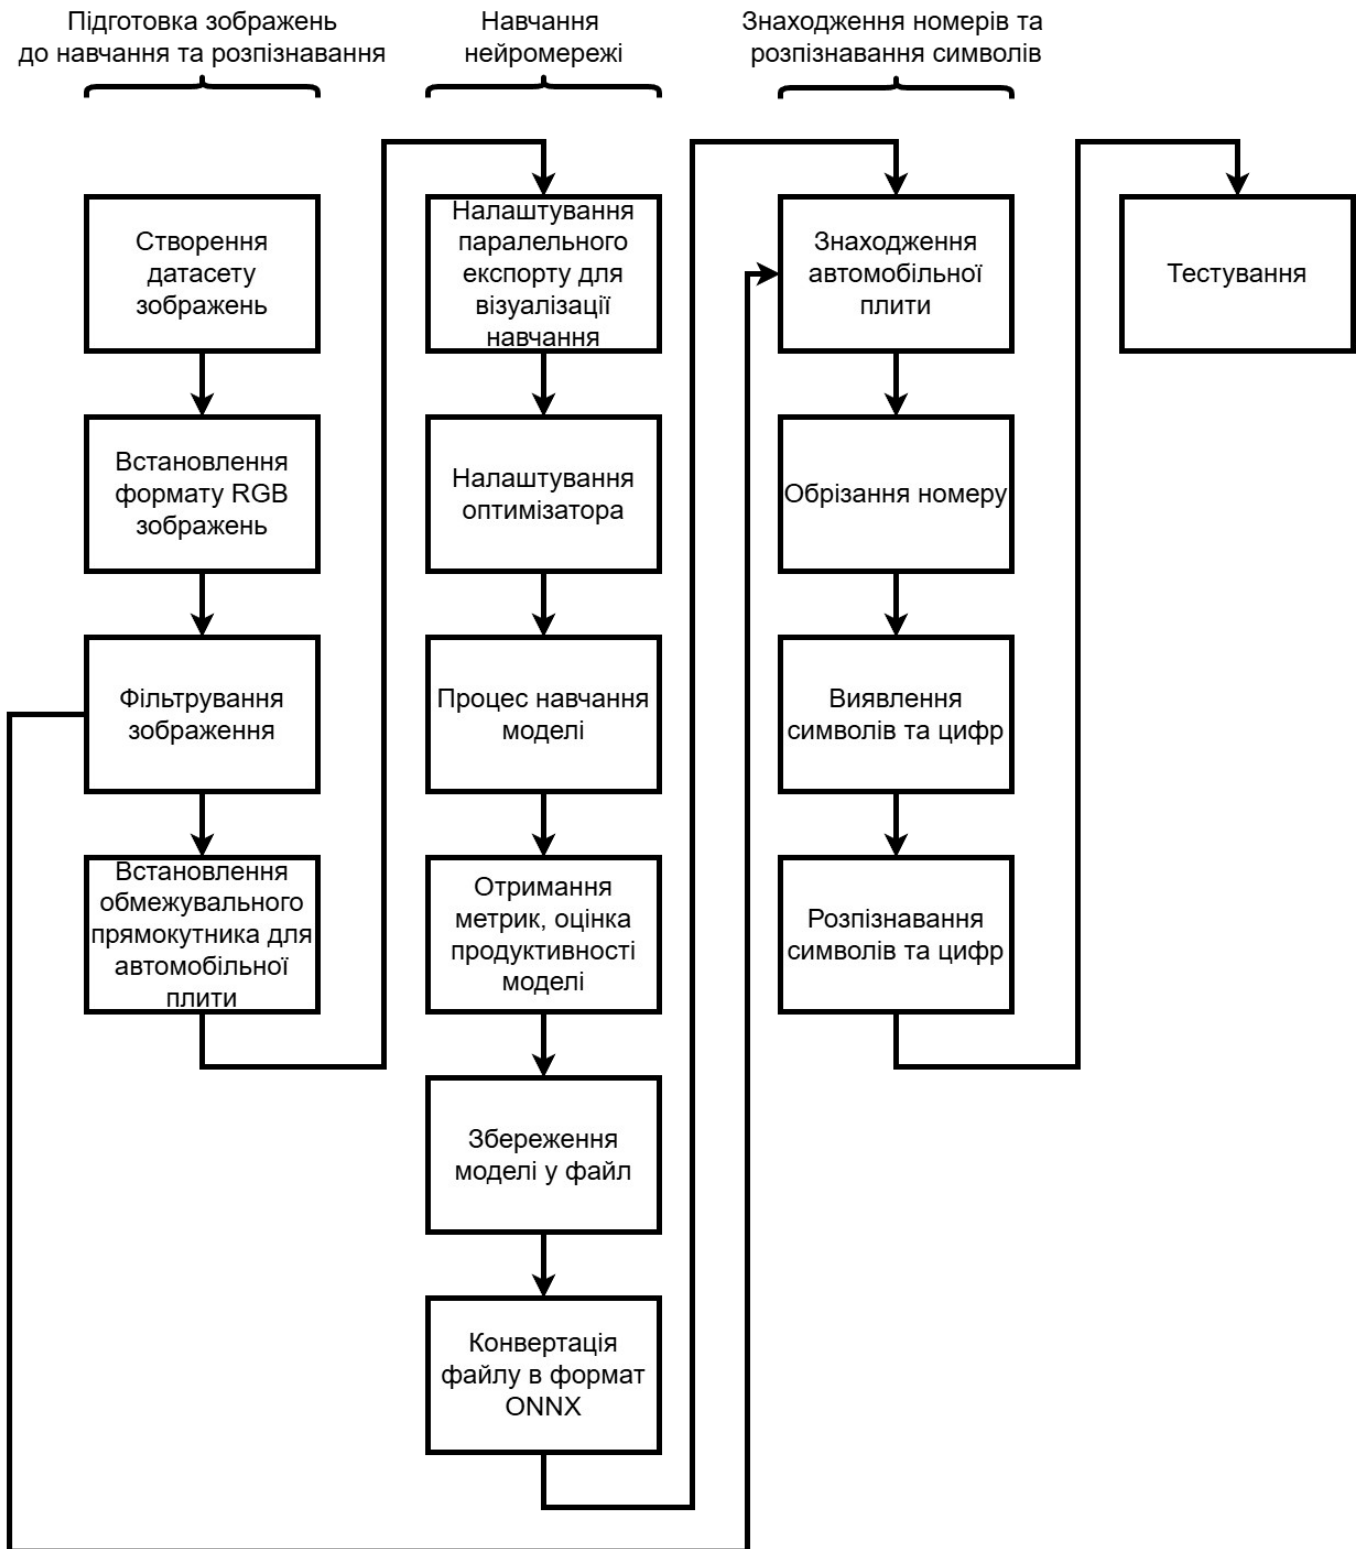 Підготовка зображень
до навчання та розпізнавання
Навчання
нейромережі
Знаходження номерів та
розпізнавання символів
Створення
датасету
зображень
Встановлення
формату RGB
зображень
Фільтрування
зображення
Встановлення
обмежувального
прямокутника для
автомобільної
плити
Налаштування
паралельного
експорту для
візуалізації
навчання
Налаштування
оптимізатора
Процес навчання
моделі
Отримання
метрик, оцінка
продуктивності
моделі
Збереження
моделі у файл
Конвертація
файлу в формат
ONNX
Знаходження
автомобільної
плити
Обрізання номеру
Виявлення
символів та цифр
Розпізнавання
символів та цифр
Тестування